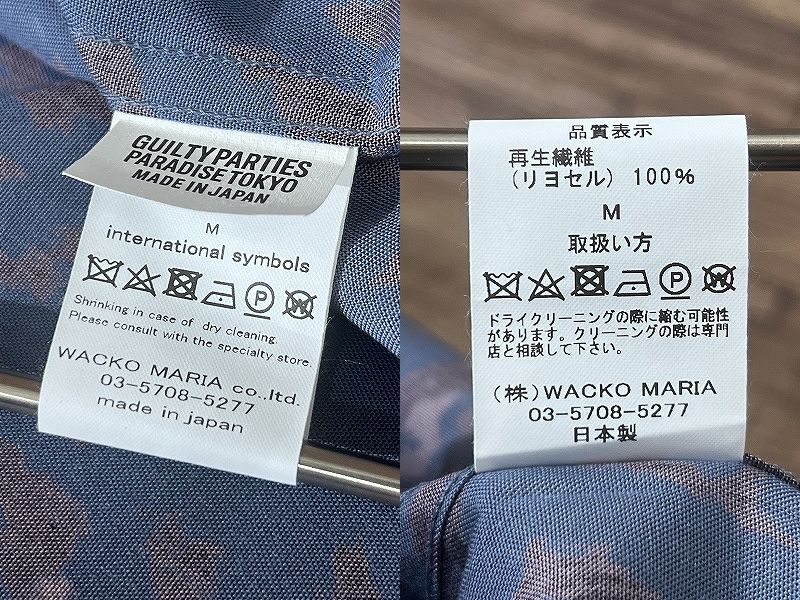 GUILTYPARTIES
PARADISE TOKYO
MADE IN JAPAN
M
international symbols
P
W
Shrinking in case of dry cleaning.
Please consult with the specialty store.
WACKO MARIA co.,ltd.
03-5708-5277
made in japan
品質表示
再生繊維
(リヨセル) 100%
M
取扱い方
P
W
ドライクリーニングの際に縮む可能性
があります。クリーニングの際は専門
店と相談して下さい。
(株)WACKO MARIA
03-5708-5277
日本製